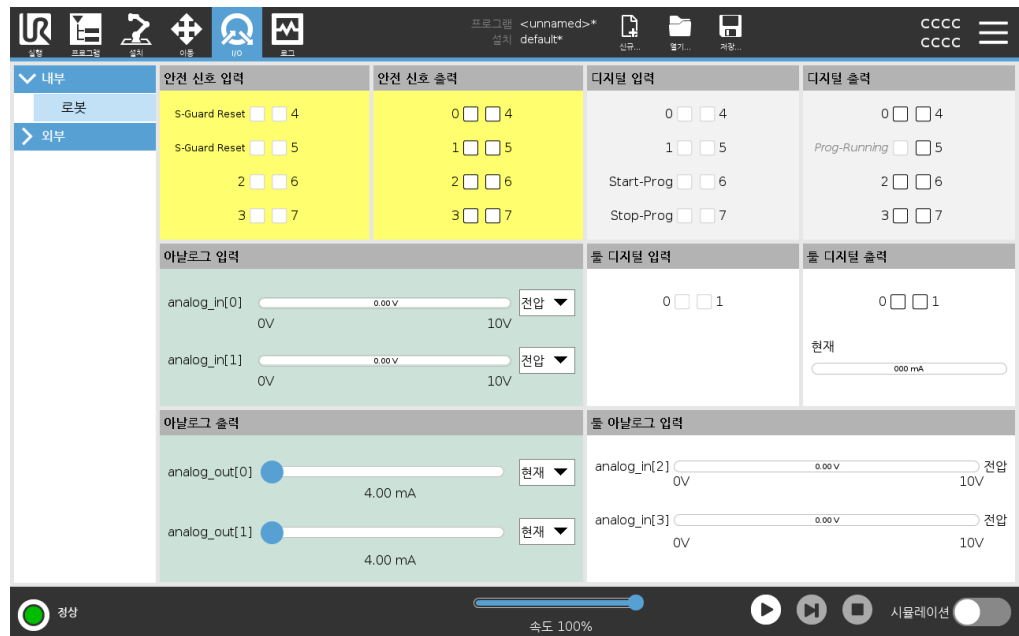 UR
프로그램 <unnamed>*
설치 default*
CCCC
CCCC
실행 프로그램 설치 이동 I/O 로그 신규... 열기... 저장...
내부
로봇
외부
안전 신호 입력
S-Guard Reset 4
S-Guard Reset 5
2 6
3 7
안전 신호 출력
0 4
1 5
2 6
3 7
디지털 입력
0 4
1 5
Start-Prog 6
Stop-Prog 7
디지털 출력
0 4
Prog-Running 5
2 6
3 7
아날로그 입력
analog_in[0] 0.00 V 전압
0V 10V
analog_in[1] 0.00 V 전압
0V 10V
툴 디지털 입력
0 1
툴 디지털 출력
0 1
현재
000 mA
아날로그 출력
analog_out[0] 현재
4.00 mA
analog_out[1] 현재
4.00 mA
툴 아날로그 입력
analog_in[2] 0.00 V 전압
0V 10V
analog_in[3] 0.00 V 전압
0V 10V
정상
속도 100%
시뮬레이션